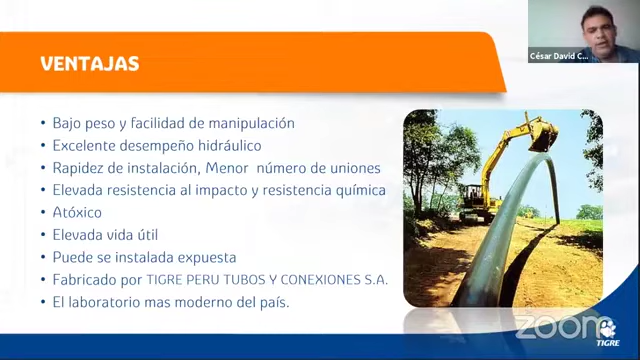 VENTAJAS
César David C...
• Bajo peso y facilidad de manipulación
• Excelente desempeño hidráulico
• Rapidez de instalación, Menor número de uniones
• Elevada resistencia al impacto y resistencia química
• Atóxico
• Elevada vida útil
• Puede se instalada expuesta
• Fabricado por TIGRE PERU TUBOS Y CONEXIONES S.A.
• El laboratorio mas moderno del país.
zoom
TIGRE